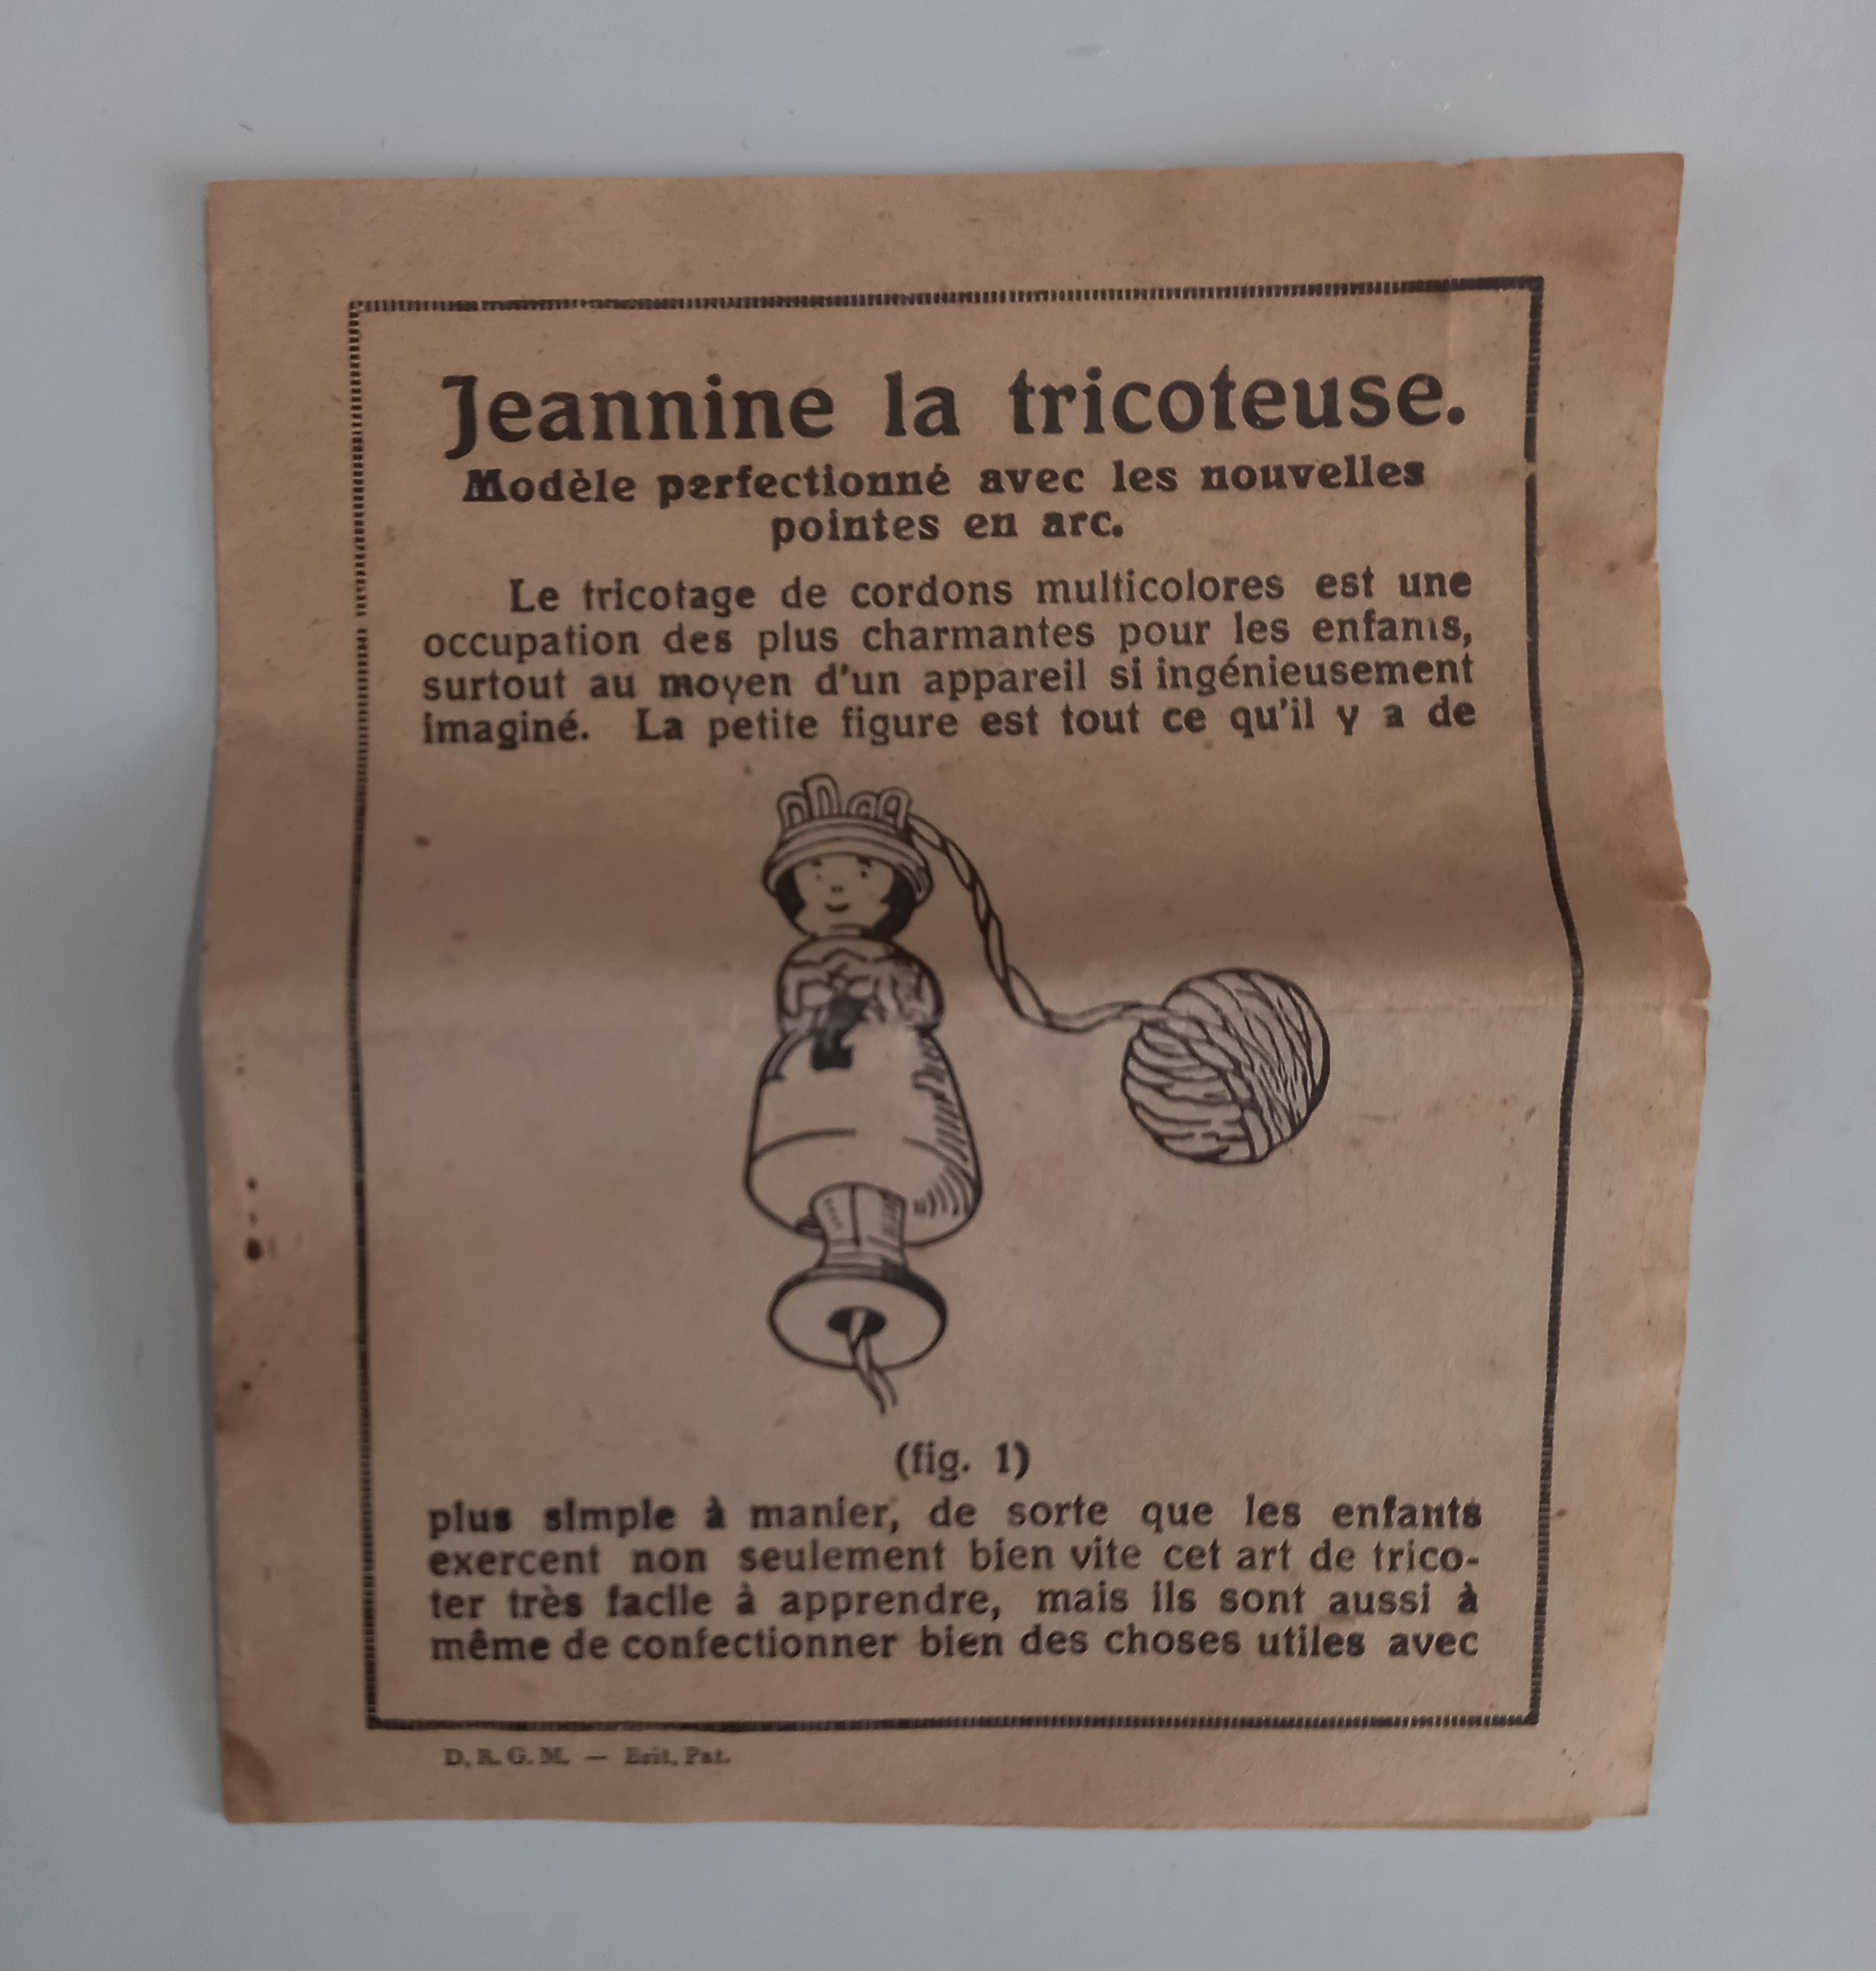 Jeannine la tricoteuse.
Modèle perfectionné avec les nouvelles
pointes en arc.
Le tricotage de cordons multicolores est une
occupation des plus charmantes pour les enfants,
surtout au moyen d'un appareil si ingénieusement
imaginé. La petite figure est tout ce qu'il y a de
(fig. 1)
plus simple à manier, de sorte que les enfants
exercent non seulement bien vite cet art de trico-
ter très facile à apprendre, mais ils sont aussi à
même de confectionner bien des choses utiles avec
D. R. G. M. — Brit. Pat.